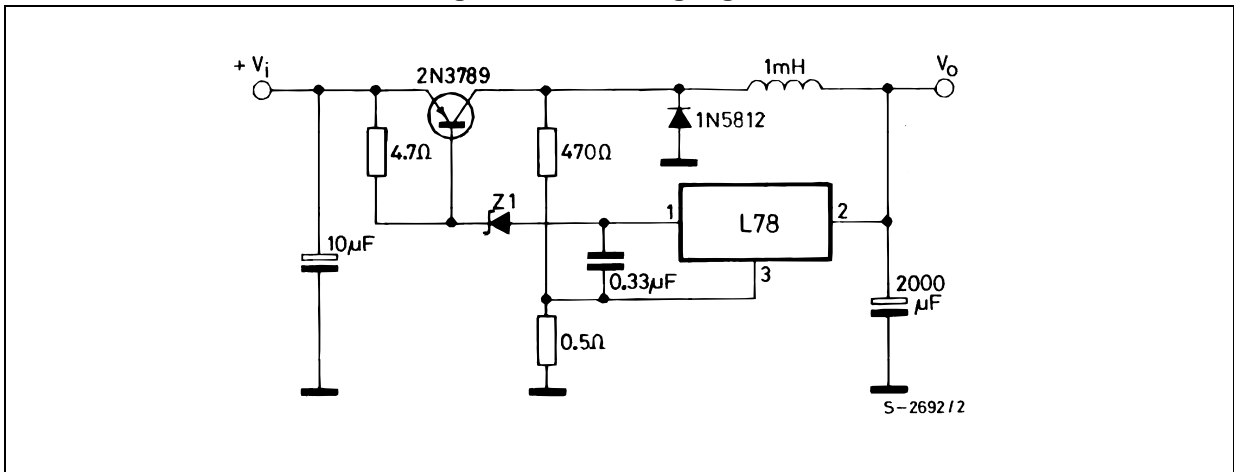 + Vi
2N3789
1mH
Vo
4.7Ω
470Ω
1N5812
Z1
1
L78
2
10µF
0.33µF
3
2000
µF
0.5Ω
S-2692/2